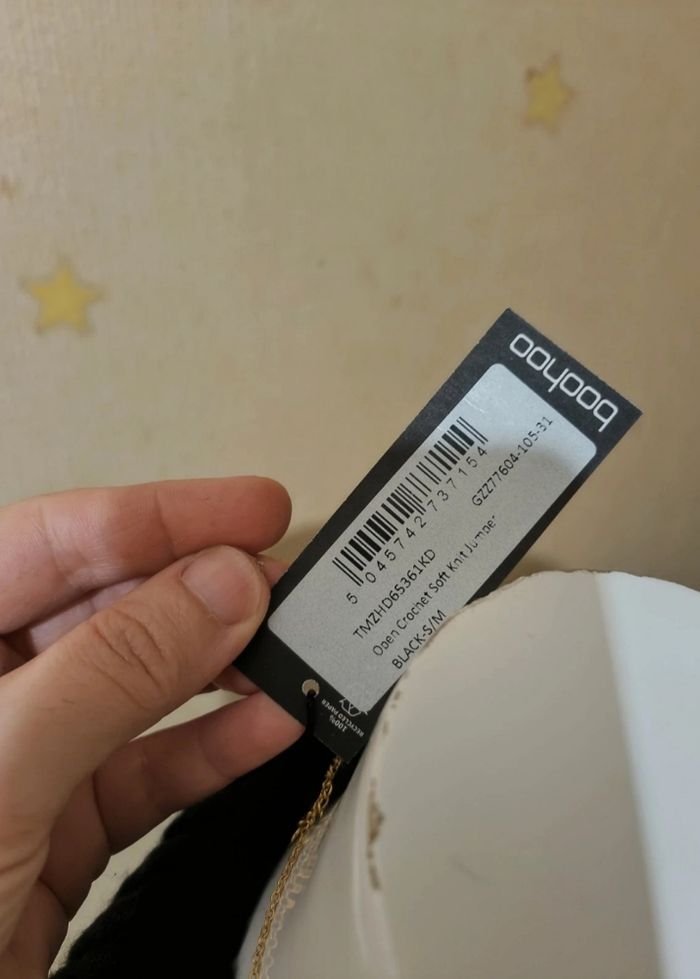 boohoo
5 045742 737154
GZZ77604-105-31
TMZHD65361KD
Open Crochet Soft Knit Jumper
BLACK-S/M
100%
RECYCLED PAPER